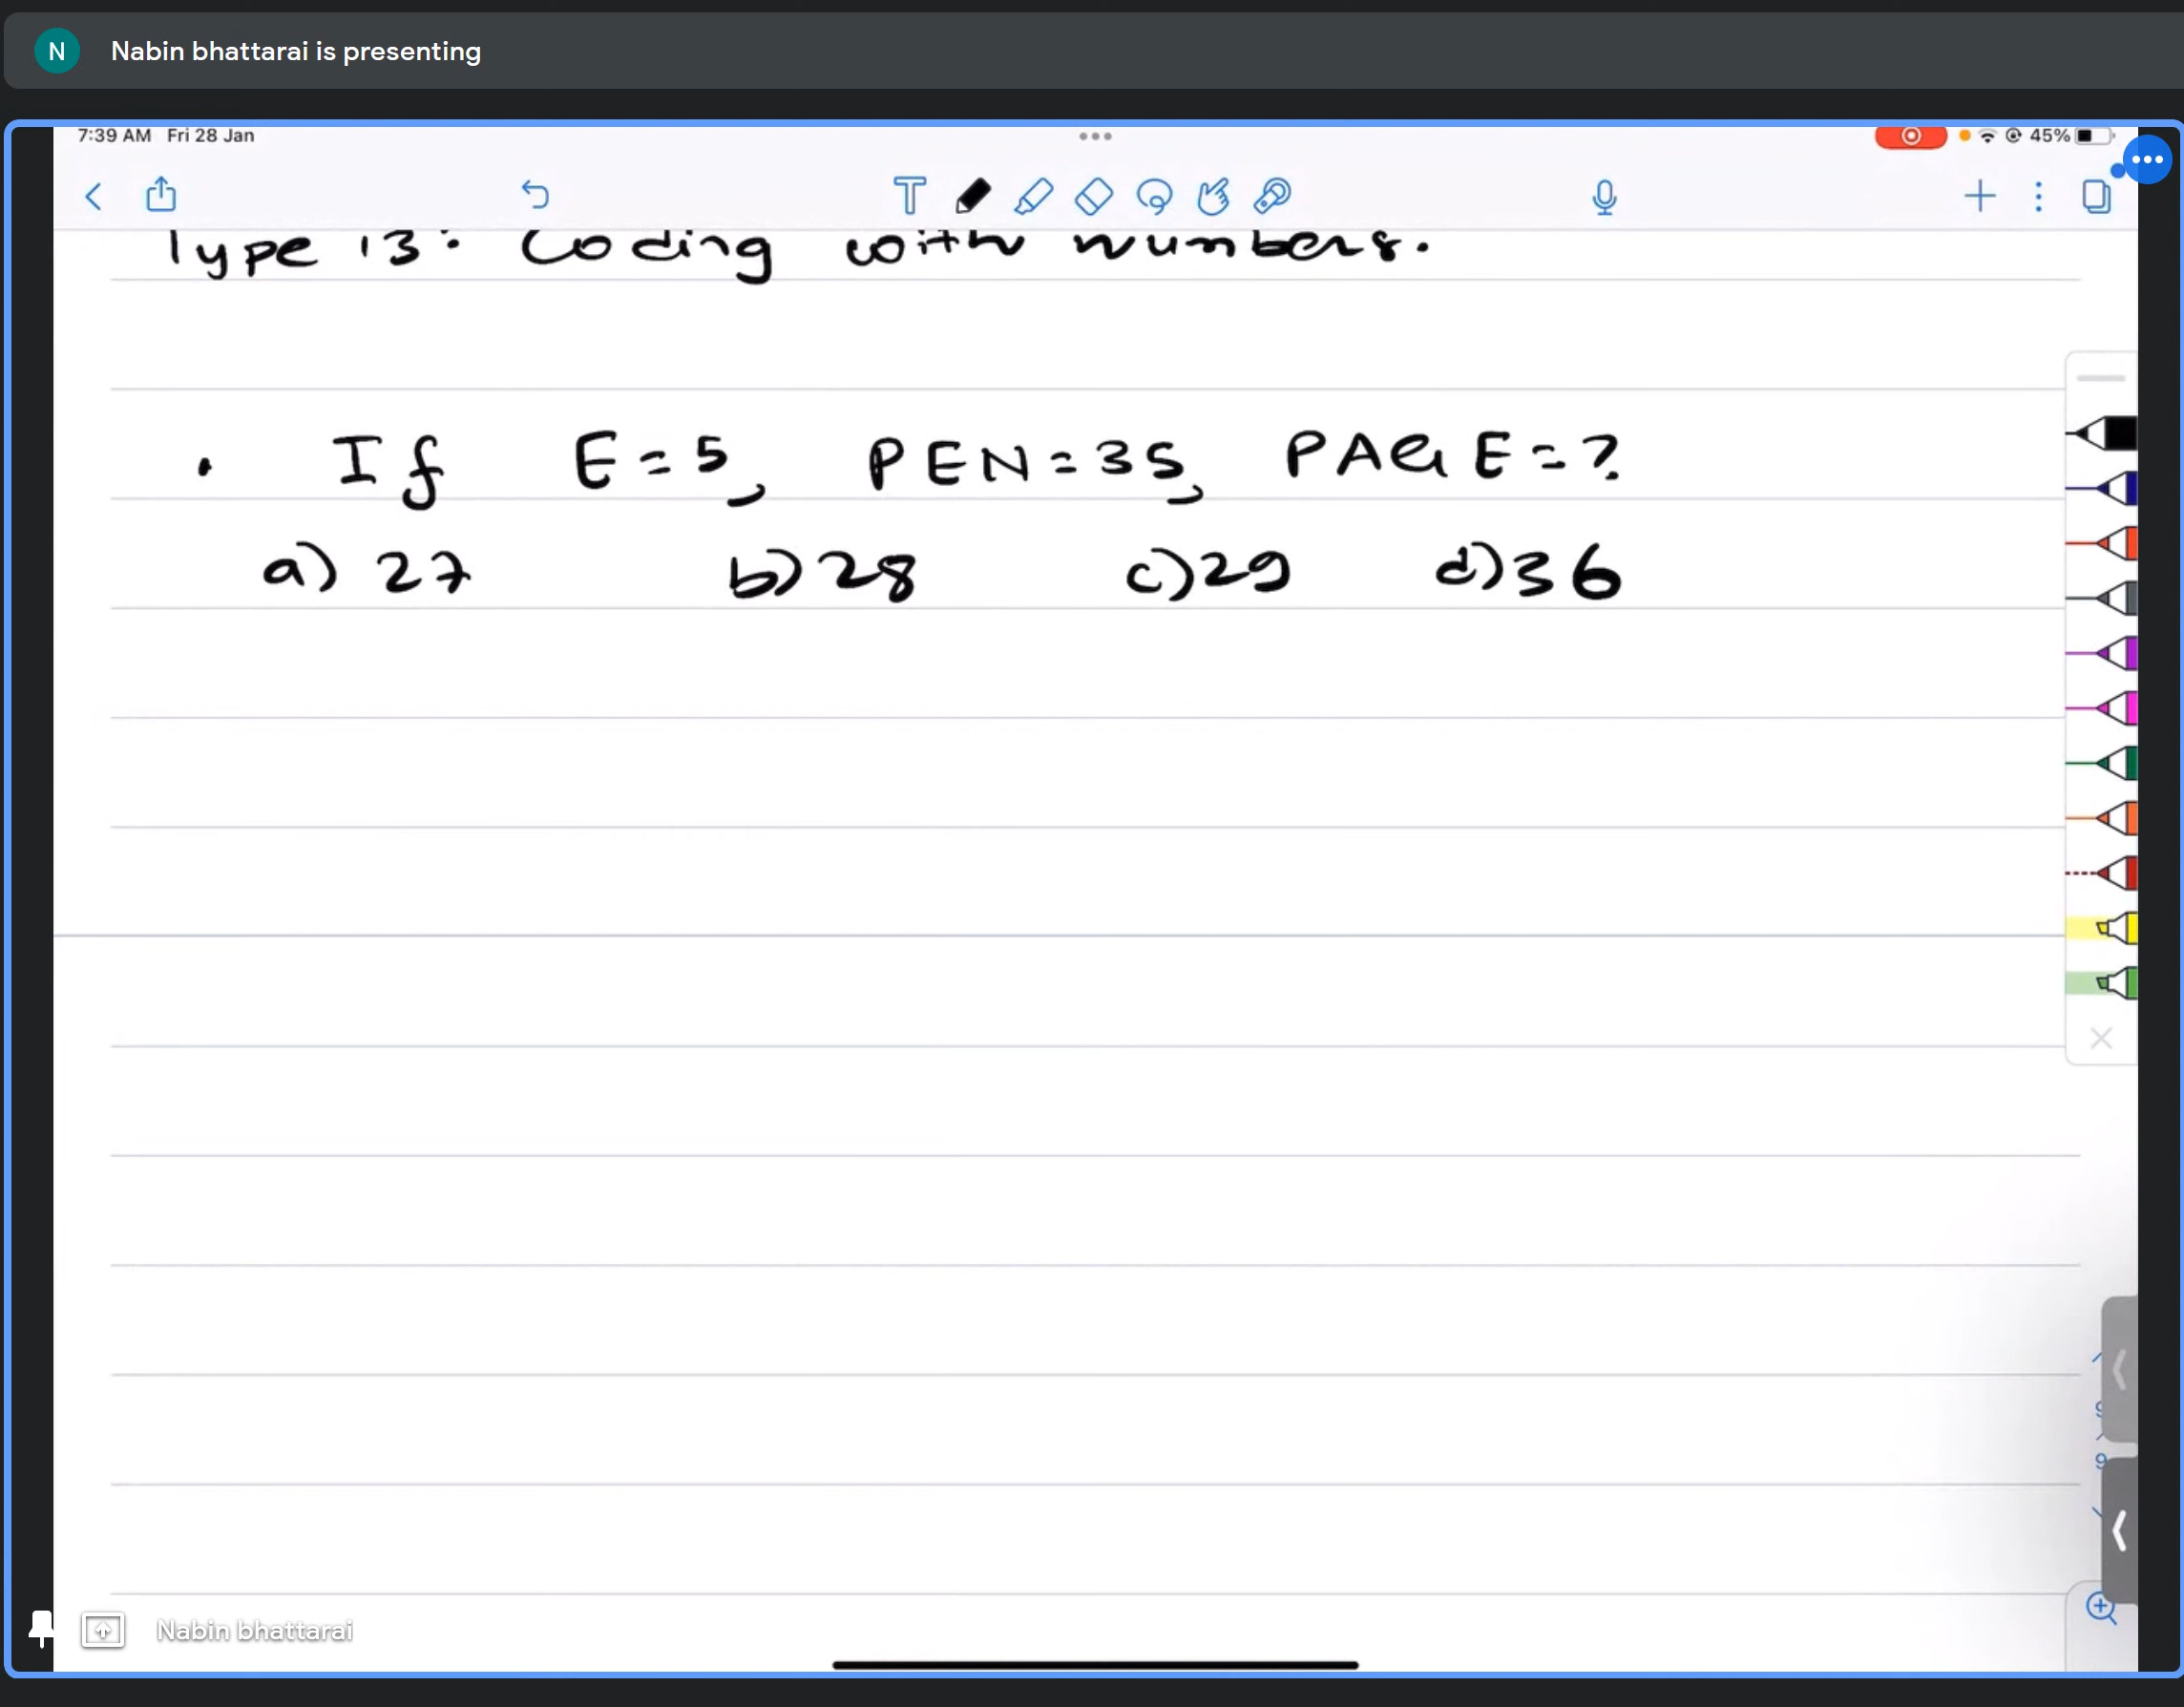 Nabin bhattarai is presenting
7:39 AM Fri 28 Jan
45%
Type 13: Coding with numbers.
• If E=5, PEN=35, PAGE=?
a) 27 b) 28 c) 29 d) 36
Nabin bhattarai